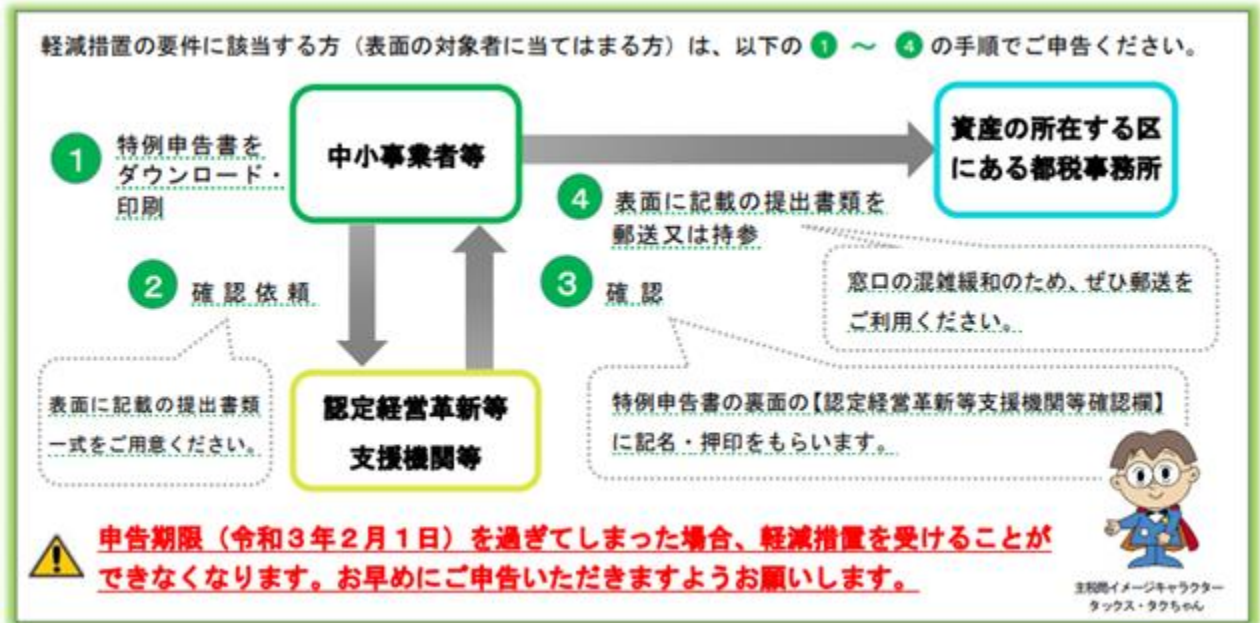 軽減措置の要件に該当する方（表面の対象者に当てはまる方）は、以下の 1 ～ 4 の手順でご申告ください。
1 特例申告書を
ダウンロード・
印刷
中小事業者等
資産の所在する区
にある都税事務所
4 表面に記載の提出書類を
郵送又は持参
窓口の混雑緩和のため、ぜひ郵送を
ご利用ください。
2 確認依頼
3 確認
表面に記載の提出書類
一式をご用意ください。
認定経営革新等
支援機関等
特例申告書の裏面の【認定経営革新等支援機関等確認欄】
に記名・押印をもらいます。
申告期限（令和３年２月１日）を過ぎてしまった場合、軽減措置を受けることが
できなくなります。お早めにご申告いただきますようお願いします。
主税局イメージキャラクター
タックス・タクちゃん